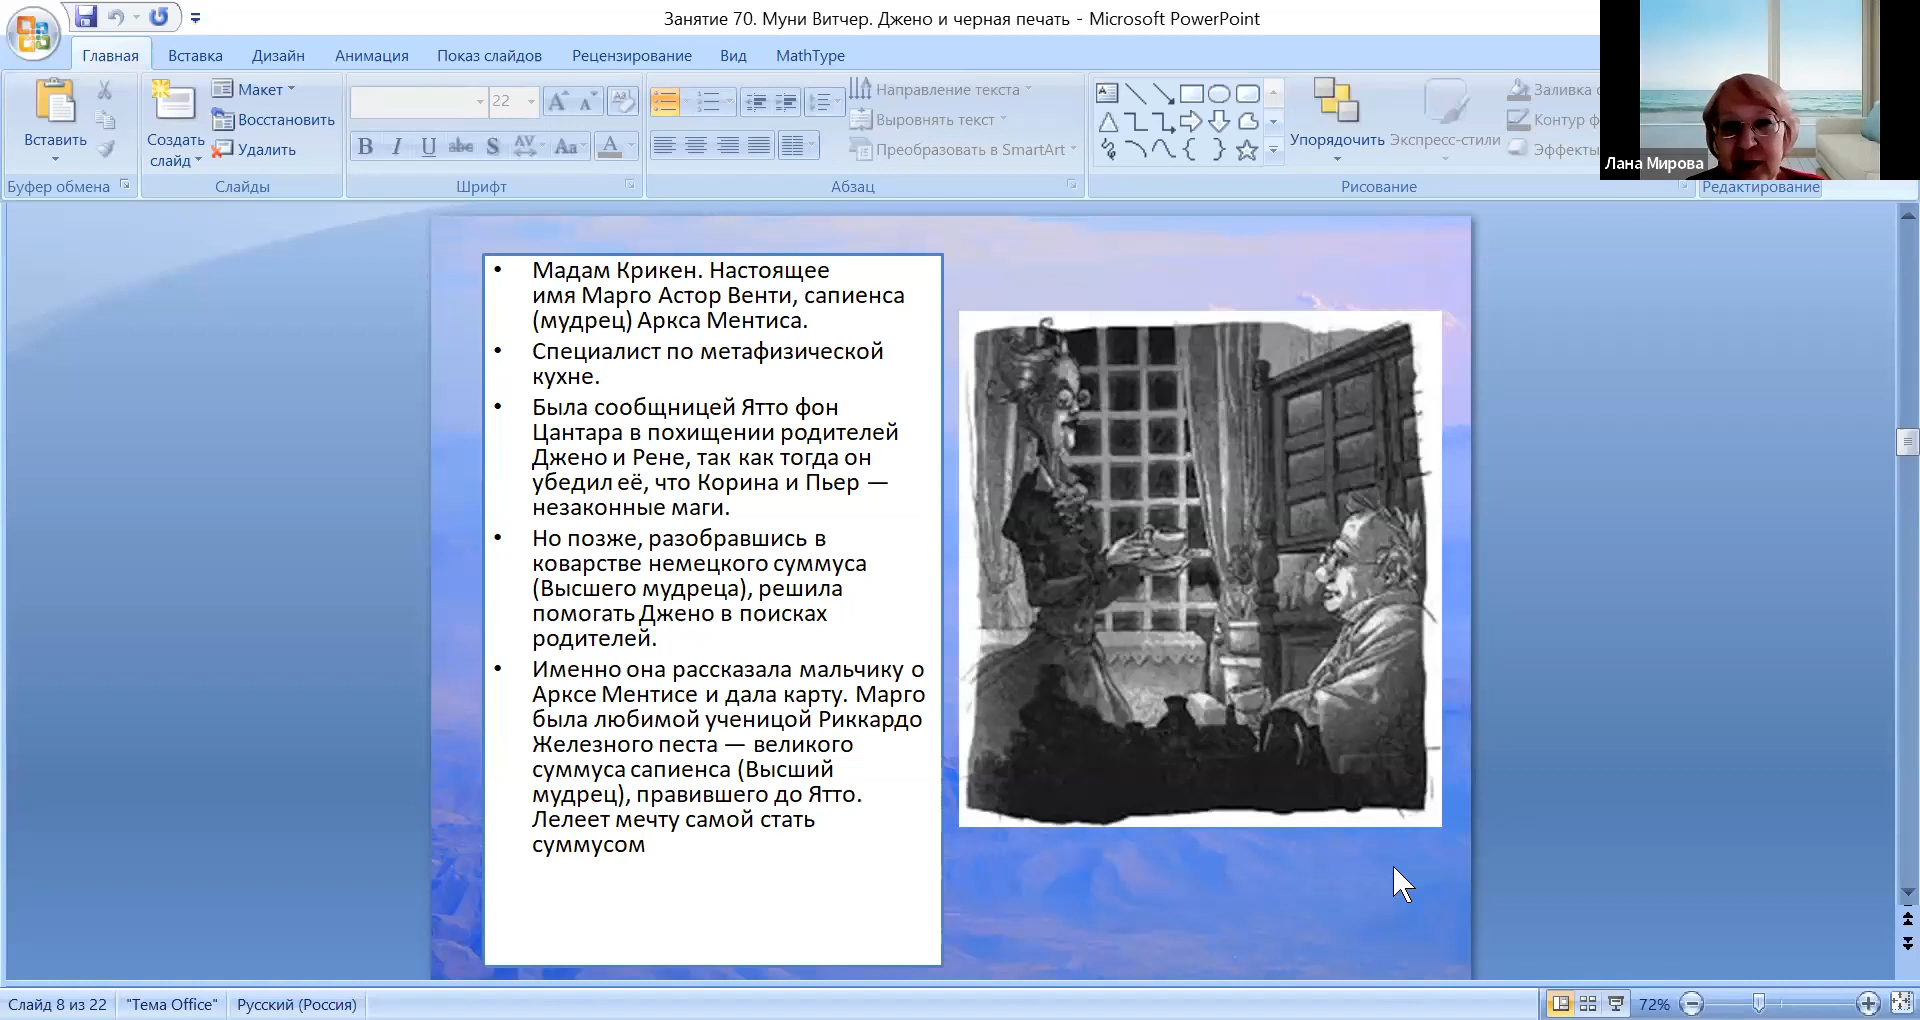 Занятие 70. Муни Витчер. Джено и черная печать - Microsoft PowerPoint
Главная Вставка Дизайн Анимация Показ слайдов Рецензирование Вид MathType
Вставить
Буфер обмена
Создать слайд
Макет
Восстановить
Удалить
Слайды
22
Шрифт
Направление текста
Выровнять текст
Преобразовать в SmartArt
Абзац
Упорядочить
Экспресс-стили
Заливка
Контур ф
Эффекты
Рисование
Редактирование
Лана Мирова
• Мадам Крикен. Настоящее
имя Марго Астор Венти, сапиенса
(мудрец) Аркса Ментиса.
• Специалист по метафизической
кухне.
• Была сообщницей Ятто фон
Цантара в похищении родителей
Джено и Рене, так как тогда он
убедил её, что Корина и Пьер —
незаконные маги.
• Но позже, разобравшись в
коварстве немецкого суммуса
(Высшего мудреца), решила
помогать Джено в поисках
родителей.
• Именно она рассказала мальчику о
Арксе Ментисе и дала карту. Марго
была любимой ученицой Риккардо
Железного песта — великого
суммуса сапиенса (Высший
мудрец), правившего до Ятто.
Лелеет мечту самой стать
суммусом
Слайд 8 из 22 "Тема Office" Русский (Россия) 72%